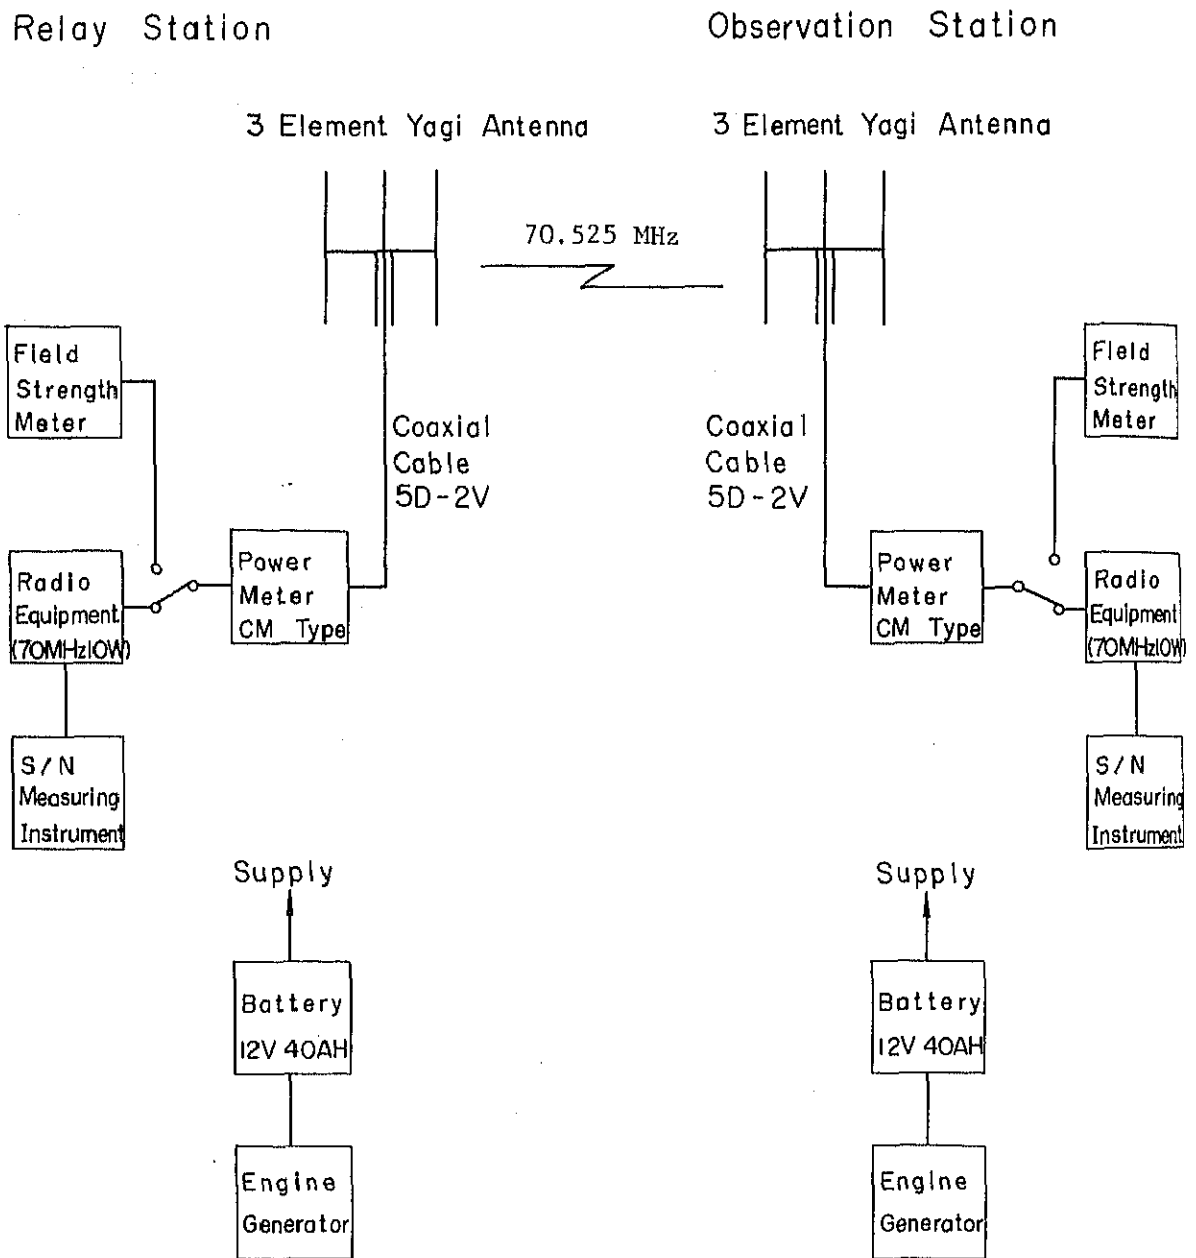 Relay Station
Observation Station
3 Element Yagi Antenna
3 Element Yagi Antenna
70.525 MHz
Field
Strength
Meter
Field
Strength
Meter
Coaxial
Cable
5D-2V
Coaxial
Cable
5D-2V
Radio
Equipment
(70MHz10W)
Power
Meter
CM Type
Power
Meter
CM Type
Radio
Equipment
(70MHz10W)
S/N
Measuring
Instrument
S/N
Measuring
Instrument
Supply
Supply
Battery
12V 40AH
Battery
12V 40AH
Engine
Generator
Engine
Generator